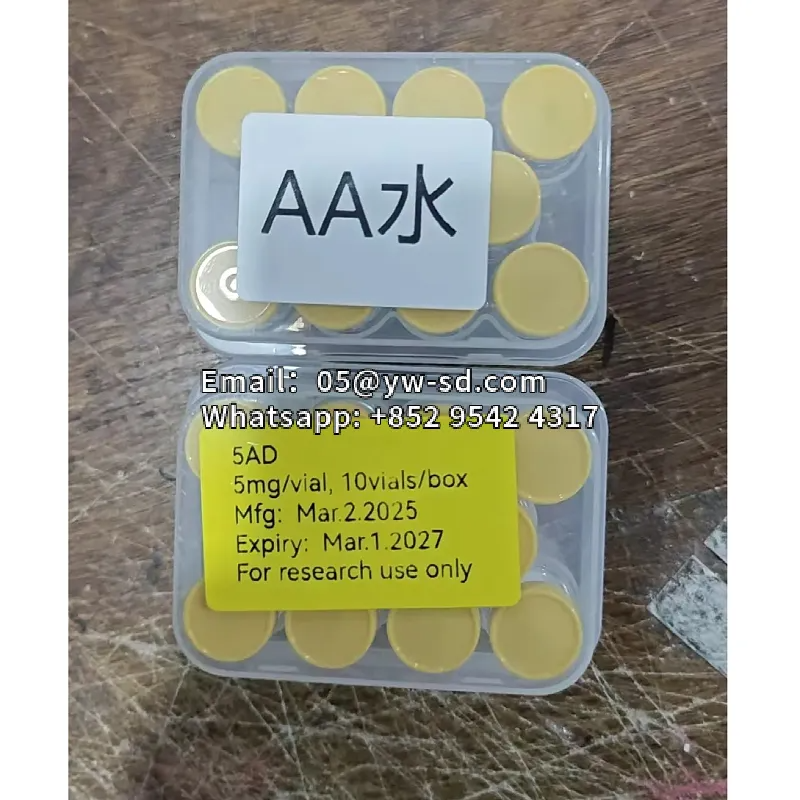 AA水
Email: 05@yw-sd.com
Whatsapp: +852 9542 4317
5AD
5mg/vial, 10vials/box
Mfg: Mar.2.2025
Expiry: Mar.1.2027
For research use only